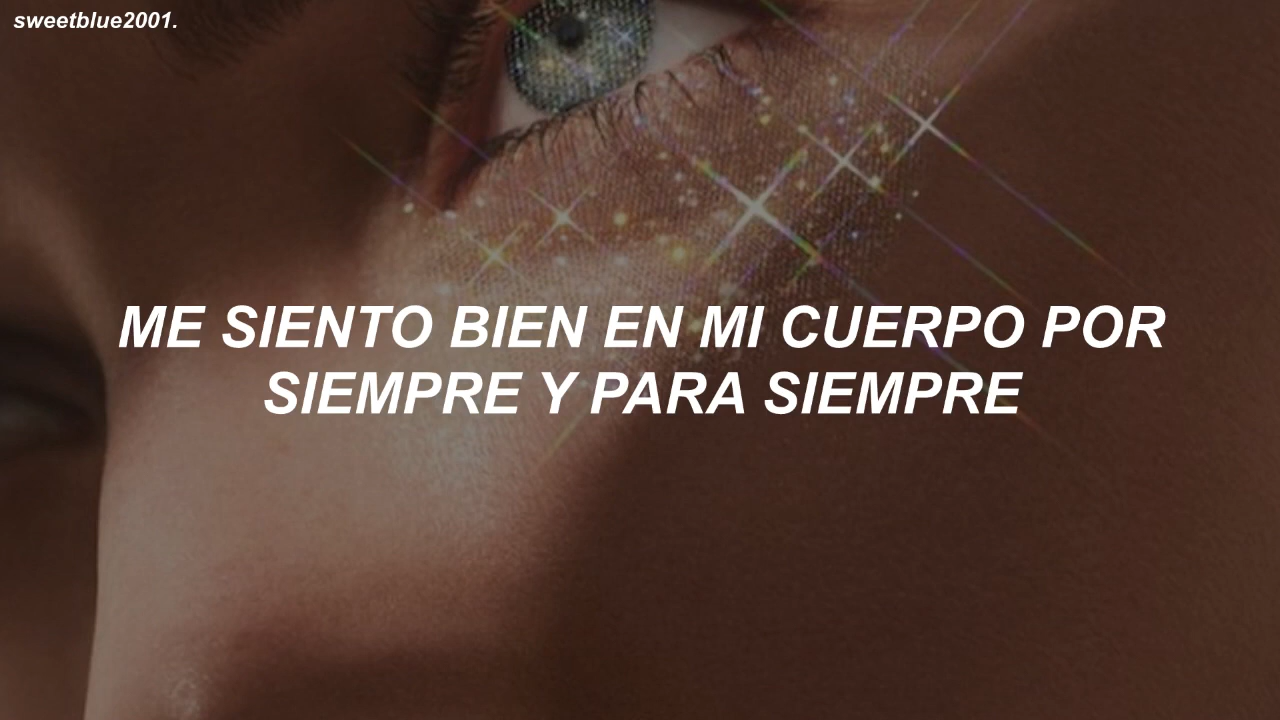 sweetblue2001.
ME SIENTO BIEN EN MI CUERPO POR
SIEMPRE Y PARA SIEMPRE